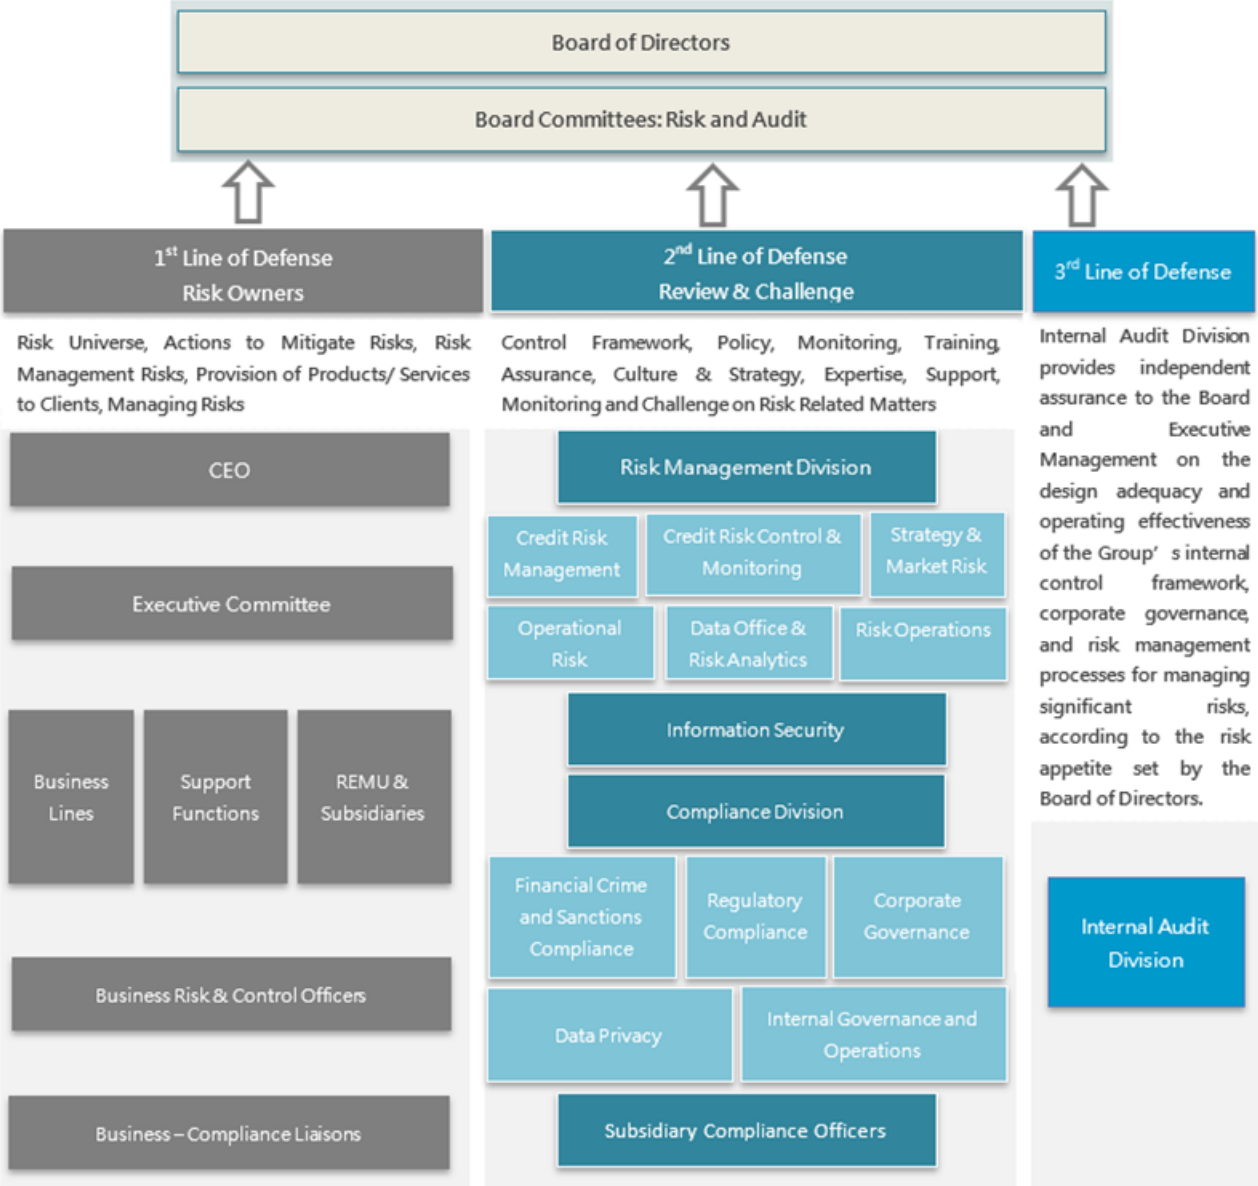 Board of Directors
Board Committees: Risk and Audit
1st Line of Defense
Risk Owners
2nd Line of Defense
Review & Challenge
3rd Line of Defense
Risk Universe, Actions to Mitigate Risks, Risk
Management Risks, Provision of Products/ Services
to Clients, Managing Risks
Control Framework, Policy, Monitoring, Training,
Assurance, Culture & Strategy, Expertise, Support,
Monitoring and Challenge on Risk Related Matters
Internal Audit Division
provides independent
assurance to the Board
and Executive
Management on the
design adequacy and
operating effectiveness
of the Group' s internal
control framework,
corporate governance,
and risk management
processes for managing
significant risks,
according to the risk
appetite set by the
Board of Directors.
CEO
Executive Committee
Business
Lines
Support
Functions
REMU &
Subsidiaries
Business Risk & Control Officers
Business – Compliance Liaisons
Risk Management Division
Credit Risk
Management
Credit Risk Control &
Monitoring
Strategy &
Market Risk
Operational
Risk
Data Office &
Risk Analytics
Risk Operations
Information Security
Compliance Division
Financial Crime
and Sanctions
Compliance
Regulatory
Compliance
Corporate
Governance
Data Privacy
Internal Governance and
Operations
Subsidiary Compliance Officers
Internal Audit
Division